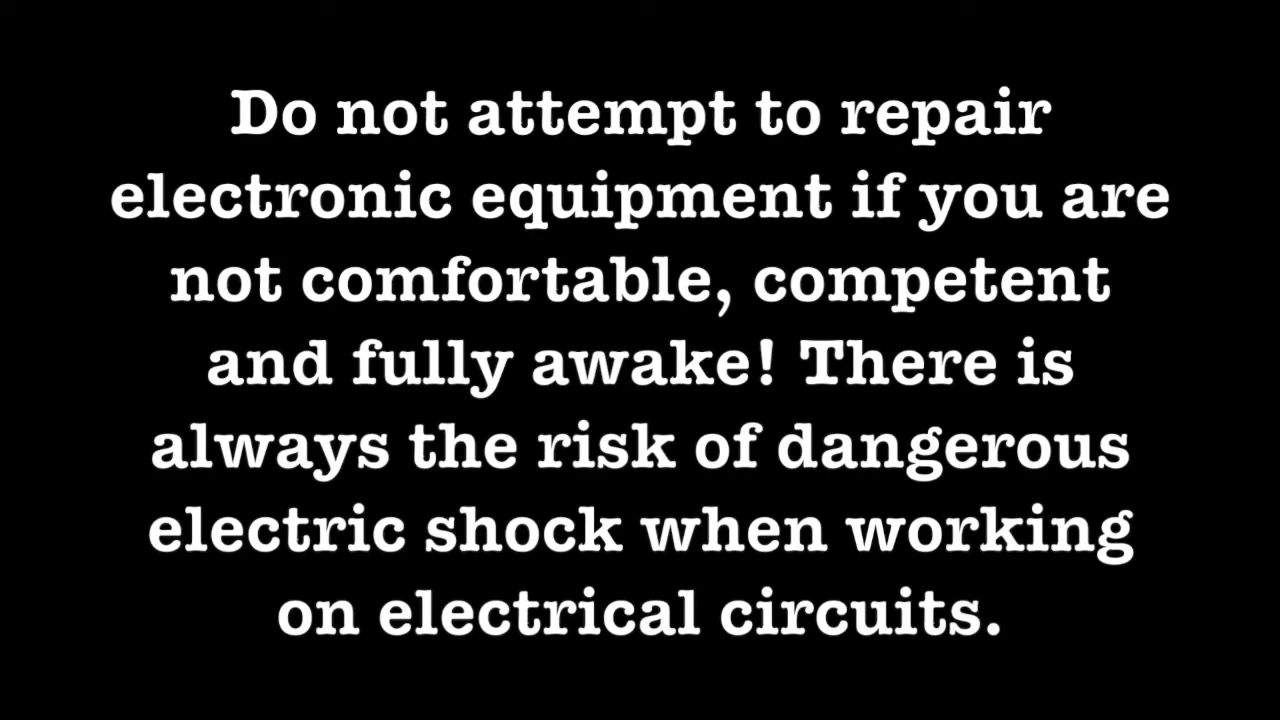 Do not attempt to repair
electronic equipment if you are
not comfortable, competent
and fully awake! There is
always the risk of dangerous
electric shock when working
on electrical circuits.